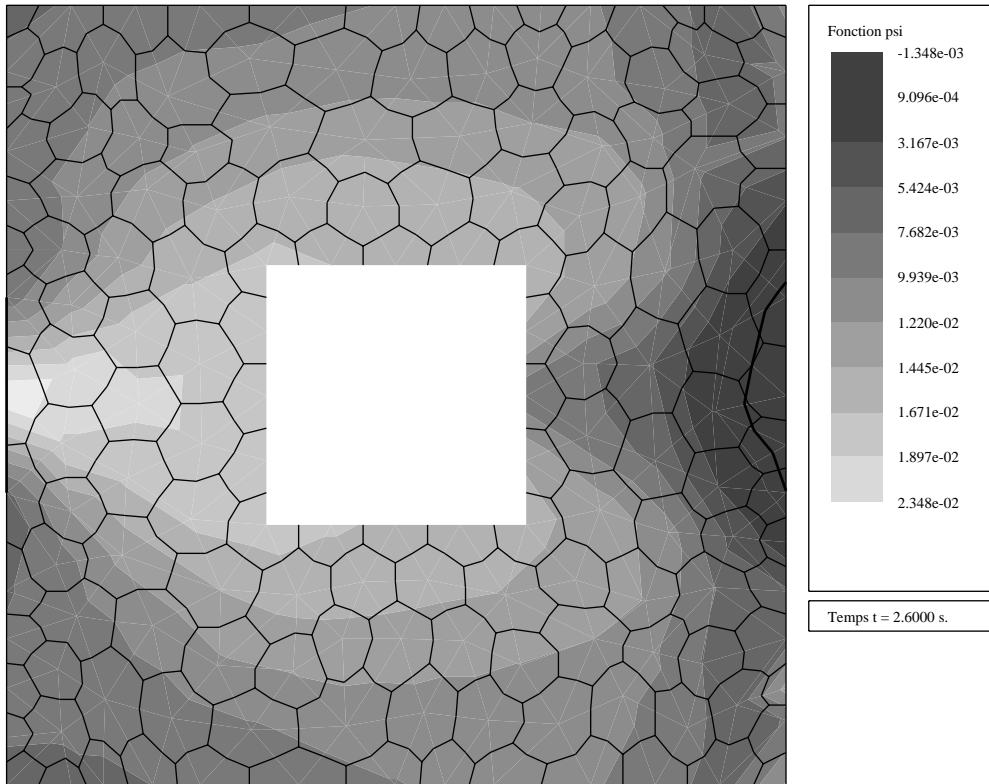 Fonction psi
-1.348e-03
9.096e-04
3.167e-03
5.424e-03
7.682e-03
9.939e-03
1.220e-02
1.445e-02
1.671e-02
1.897e-02
2.348e-02
Temps t = 2.6000 s.